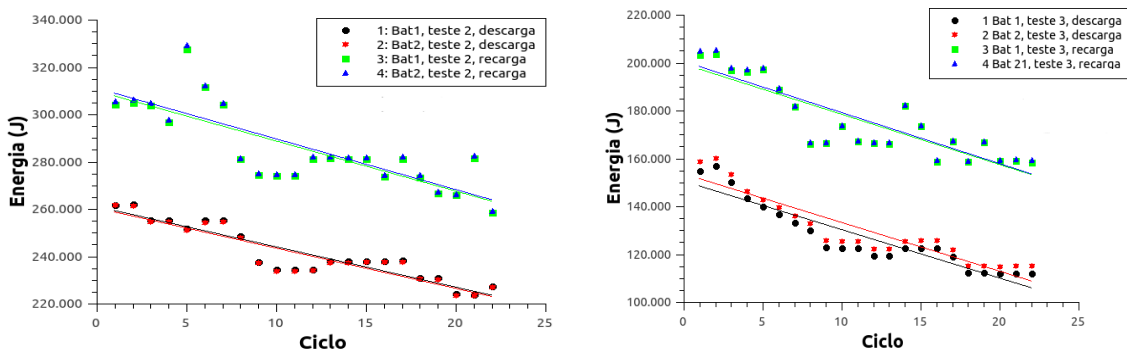 340.000
320.000
300.000
280.000
260.000
240.000
220.000
Energia (J)
0
5
10
15
20
25
Ciclo
1: Bat1, teste 2, descarga
2: Bat2, teste 2, descarga
3: Bat1, teste 2, recarga
4: Bat2, teste 2, recarga
220.000
200.000
180.000
160.000
140.000
120.000
100.000
Energia (J)
0
5
10
15
20
25
Ciclo
1 Bat 1, teste 3, descarga
2 Bat 2, teste 3, descarga
3 Bat 1, teste 3, recarga
4 Bat 21, teste 3, recarga